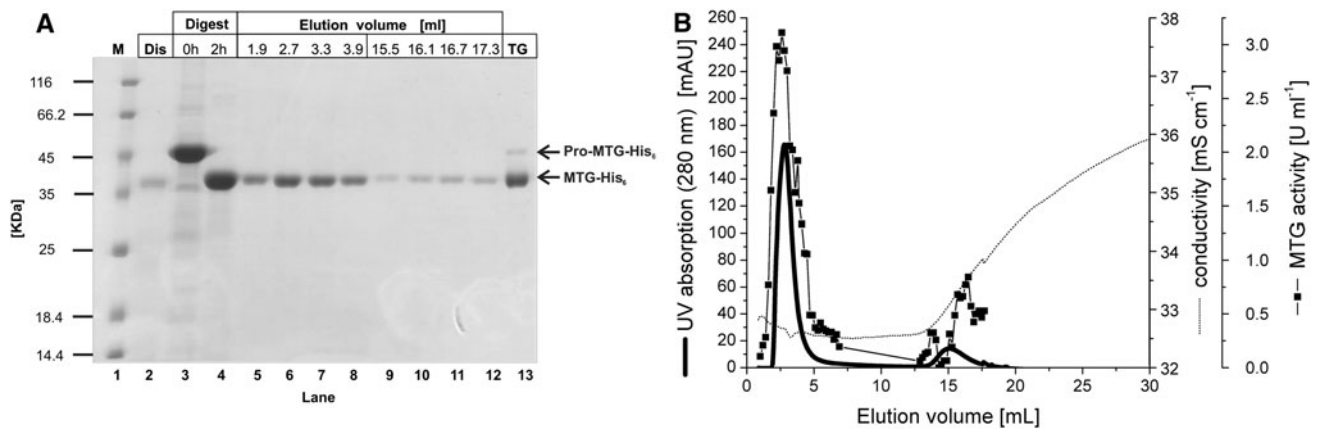 A
Digest
Elution volume [ml]
M
Dis
0h
2h
1.9
2.7
3.3
3.9
15.5
16.1
16.7
17.3
TG
116
66.2
45
35
25
18.4
14.4
[KDa]
Pro-MTG-His6
MTG-His6
1 2 3 4 5 6 7 8 9 10 11 12 13
Lane
B
260
240
220
200
180
160
140
120
100
80
60
40
20
0
UV absorption (280 nm) [mAU]
0 5 10 15 20 25 30
Elution volume [mL]
38
37
36
35
34
33
32
conductivity [mS cm-1]
3.0
2.5
2.0
1.5
1.0
0.5
0.0
MTG activity [U ml-1]